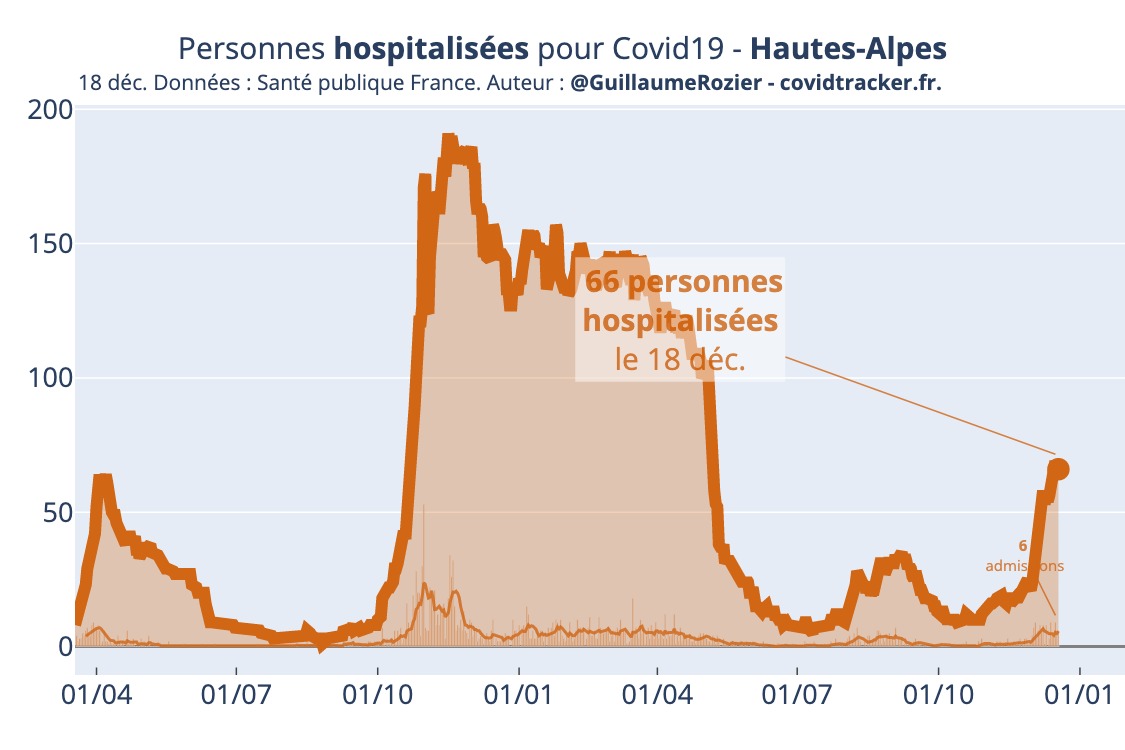 Personnes hospitalisées pour Covid19 - Hautes-Alpes
18 déc. Données : Santé publique France. Auteur : @GuillaumeRozier - covidtracker.fr.
200
150
100
50
0
66 personnes
hospitalisées
le 18 déc.
6
admissions
01/04 01/07 01/10 01/01 01/04 01/07 01/10 01/01